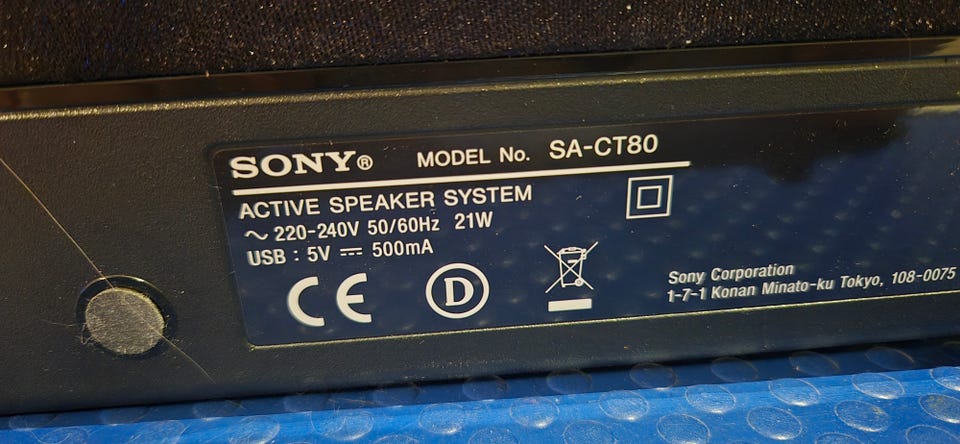 SONY® MODEL No. SA-CT80
ACTIVE SPEAKER SYSTEM
～ 220-240V 50/60Hz 21W
USB : 5V ⎓ 500mA
CE D
Sony Corporation
1-7-1 Konan Minato-ku Tokyo, 108-0075